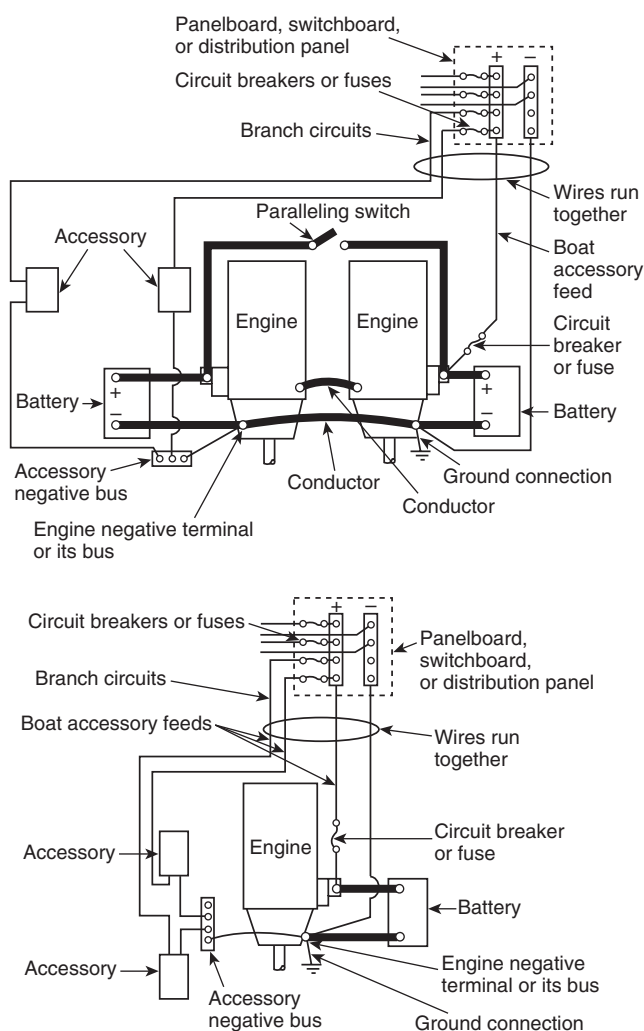 Panelboard, switchboard,
or distribution panel
+ −
Circuit breakers or fuses
Branch circuits
Wires run
together
Paralleling switch
Accessory
Boat
accessory
feed
Engine
Engine
Circuit
breaker
or fuse
+
−
Battery
+
−
Battery
Accessory
negative bus
Ground connection
Conductor
Conductor
Engine negative terminal
or its bus
+ −
Circuit breakers or fuses
Panelboard,
switchboard,
or distribution panel
Branch circuits
Boat accessory feeds
Wires run
together
Accessory
Engine
Circuit breaker
or fuse
Battery
Accessory
Accessory
negative bus
Engine negative
terminal or its bus
Ground connection